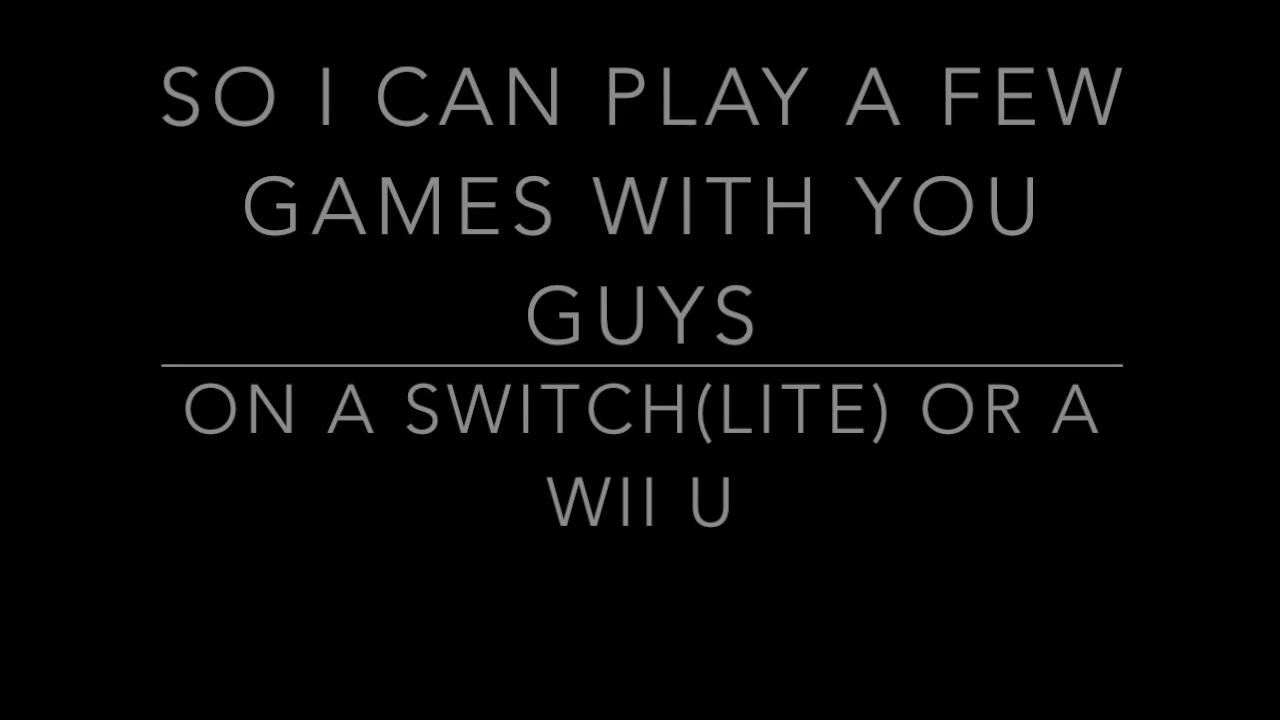 SO I CAN PLAY A FEW
GAMES WITH YOU
GUYS
ON A SWITCH(LITE) OR A
WII U